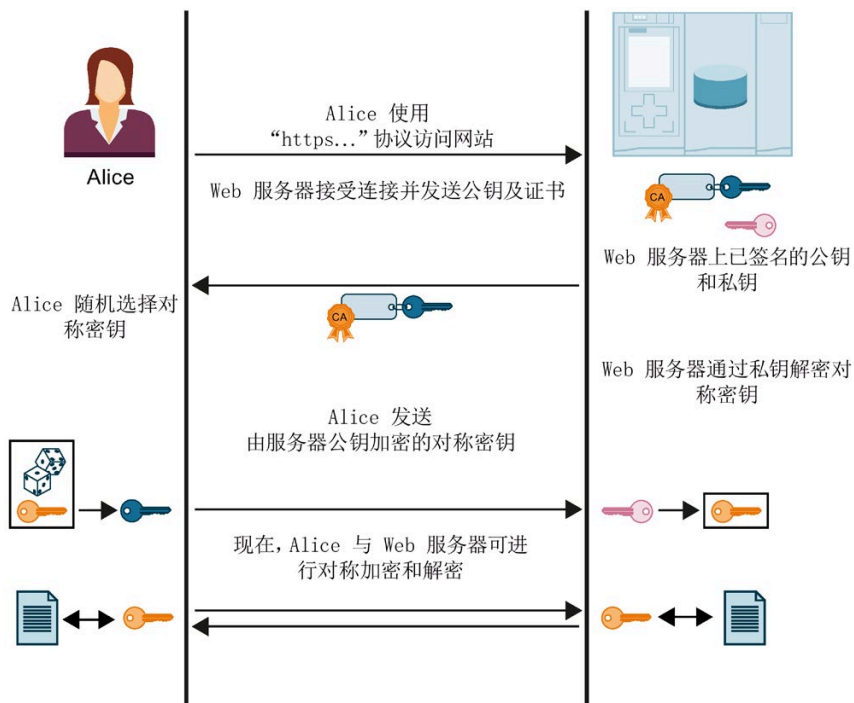 Alice 使用
“https...”协议访问网站
Alice
Web 服务器接受连接并发送公钥及证书
CA
Web 服务器上已签名的公钥
和私钥
Alice 随机选择对
称密钥
CA
Web 服务器通过私钥解密对
称密钥
Alice 发送
由服务器公钥加密的对称密钥
现在,Alice 与 Web 服务器可进
行对称加密和解密